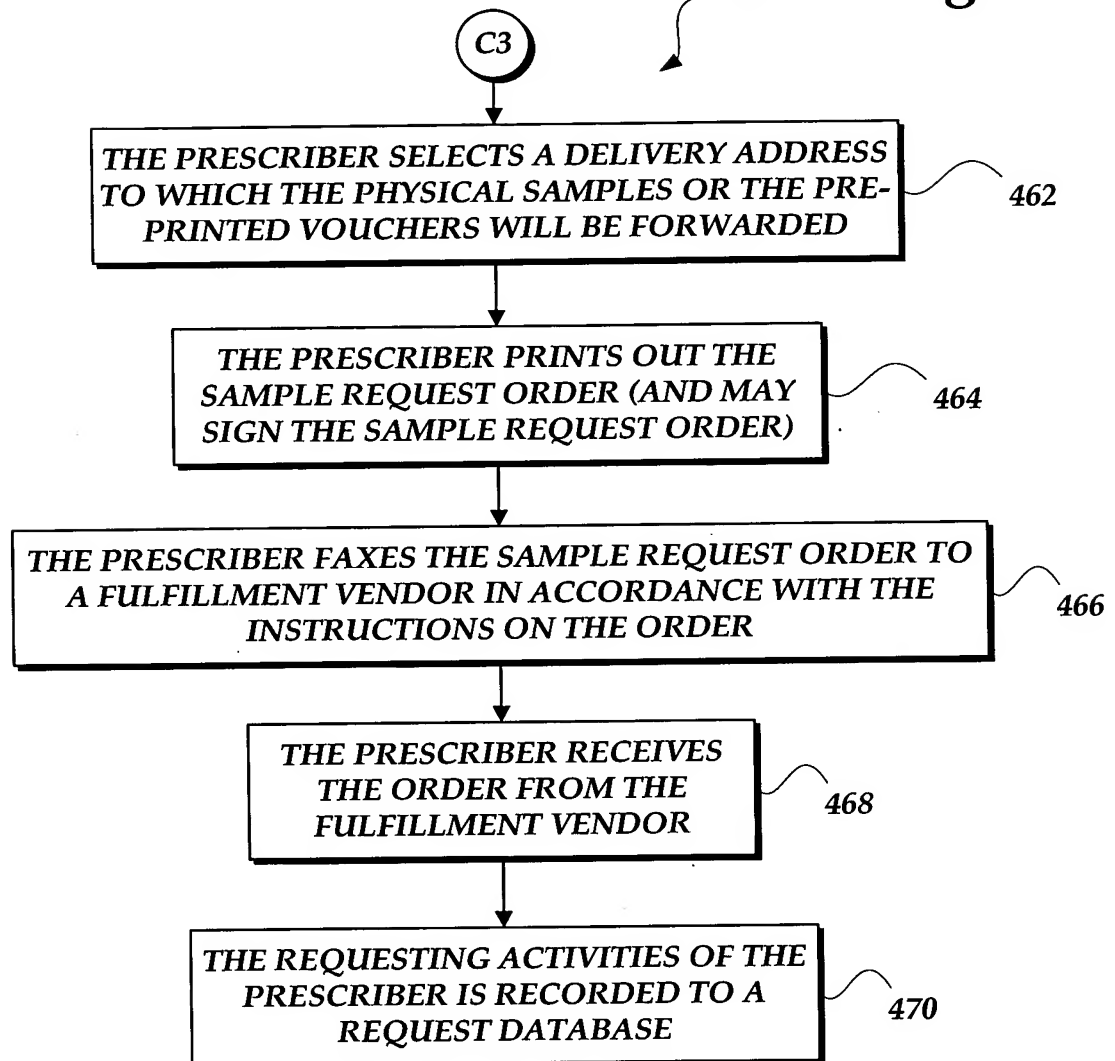 C3
THE PRESCRIBER SELECTS A DELIVERY ADDRESS
TO WHICH THE PHYSICAL SAMPLES OR THE PRE-
PRINTED VOUCHERS WILL BE FORWARDED
462
THE PRESCRIBER PRINTS OUT THE
SAMPLE REQUEST ORDER (AND MAY
SIGN THE SAMPLE REQUEST ORDER)
464
THE PRESCRIBER FAXES THE SAMPLE REQUEST ORDER TO
A FULFILLMENT VENDOR IN ACCORDANCE WITH THE
INSTRUCTIONS ON THE ORDER
466
THE PRESCRIBER RECEIVES
THE ORDER FROM THE
FULFILLMENT VENDOR
468
THE REQUESTING ACTIVITIES OF THE
PRESCRIBER IS RECORDED TO A
REQUEST DATABASE
470